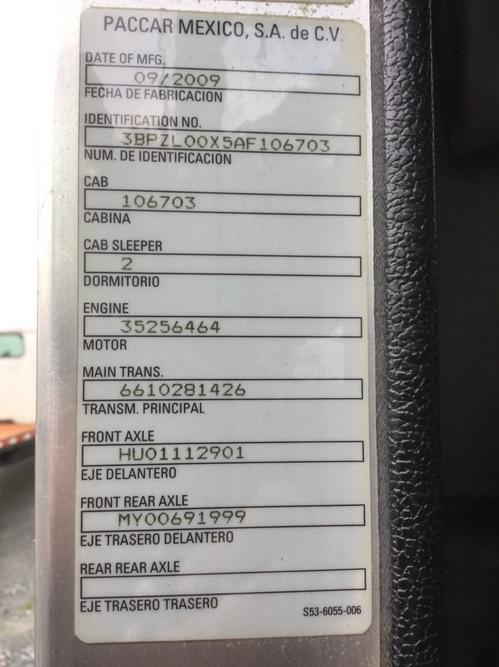 PACCAR MEXICO, S.A. de C.V.
DATE OF MFG.
09/2009
FECHA DE FABRICACION
IDENTIFICATION NO.
3BPZL00X5AF106703
NUM. DE IDENTIFICACION
CAB
106703
CABINA
CAB SLEEPER
2
DORMITORIO
ENGINE
35256464
MOTOR
MAIN TRANS.
6610281426
TRANSM. PRINCIPAL
FRONT AXLE
HU01112901
EJE DELANTERO
FRONT REAR AXLE
MY00691999
EJE TRASERO DELANTERO
REAR REAR AXLE
EJE TRASERO TRASERO
S53-6055-006